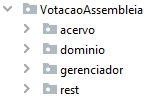 VotacaoAssembleia
acervo
dominio
gerenciador
rest